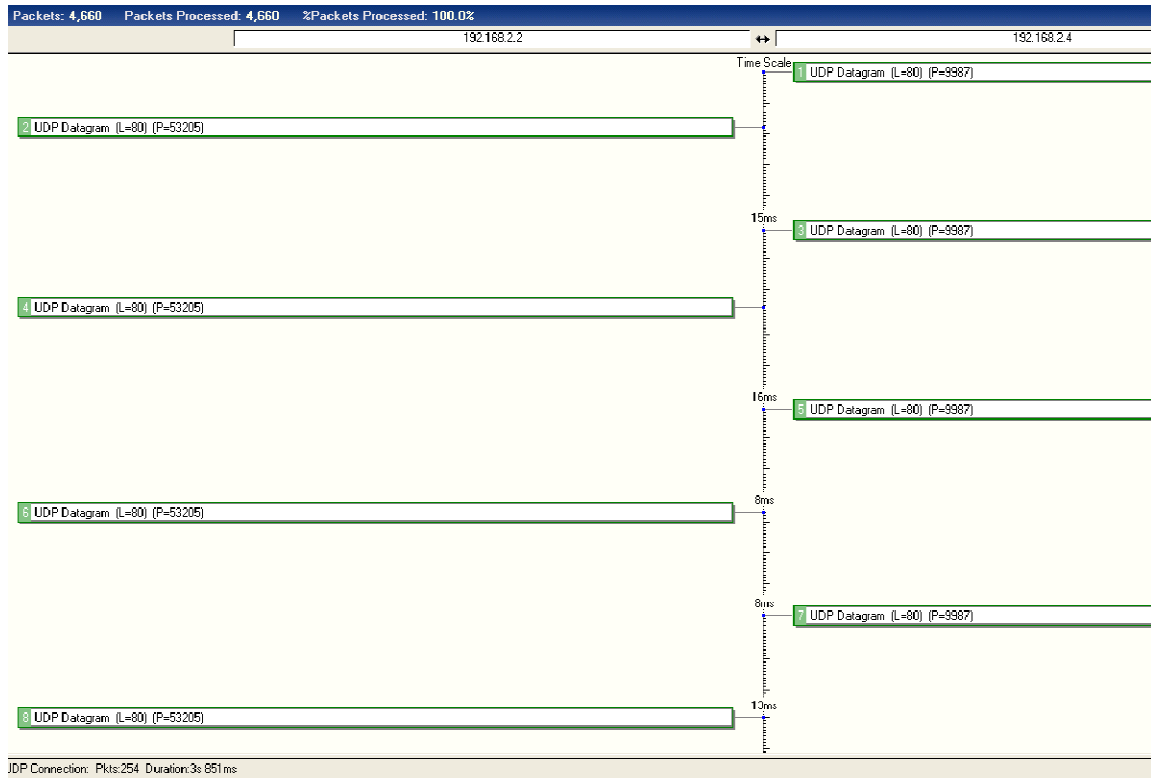 Packets: 4,660 Packets Processed: 4,660 %Packets Processed: 100.0%
192.168.2.2 ↔ 192.168.2.4
Time Scale
1 UDP Datagram (L=80) (P=9987)
2 UDP Datagram (L=80) (P=53205)
15ms
3 UDP Datagram (L=80) (P=9987)
4 UDP Datagram (L=80) (P=53205)
16ms
5 UDP Datagram (L=80) (P=9987)
8ms
6 UDP Datagram (L=80) (P=53205)
8ms
7 UDP Datagram (L=80) (P=9987)
13ms
8 UDP Datagram (L=80) (P=53205)
UDP Connection: Pkts:254 Duration:3s 851ms